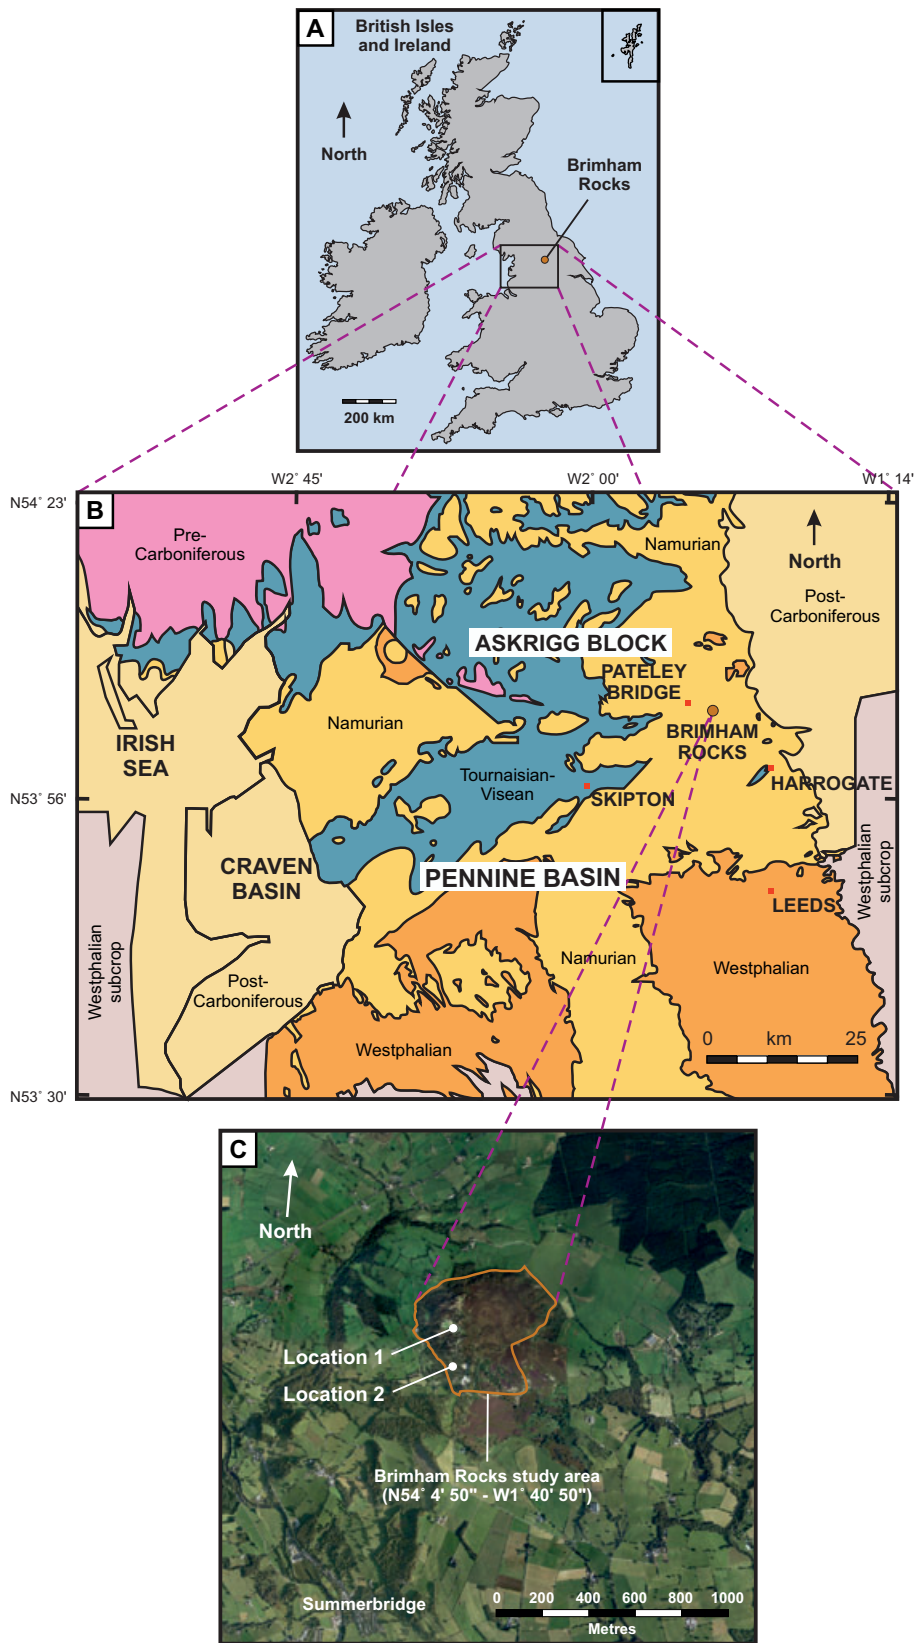 A
British Isles
and Ireland
North
Brimham
Rocks
200 km
W2° 45'
W2° 00'
W1° 14'
N54° 23'
B
Pre-
Carboniferous
Namurian
North
Post-
Carboniferous
ASKRIGG BLOCK
PATELEY
BRIDGE
Namurian
BRIMHAM
ROCKS
IRISH
SEA
Tournaisian-
Visean
HARROGATE
N53° 56'
SKIPTON
CRAVEN
BASIN
PENNINE BASIN
Westphalian
subcrop
LEEDS
Westphalian
subcrop
Namurian
Westphalian
Post-
Carboniferous
0 km 25
Westphalian
N53° 30'
C
North
Location 1
Location 2
Brimham Rocks study area
(N54° 4' 50" - W1° 40' 50")
Summerbridge
0 200 400 600 800 1000
Metres